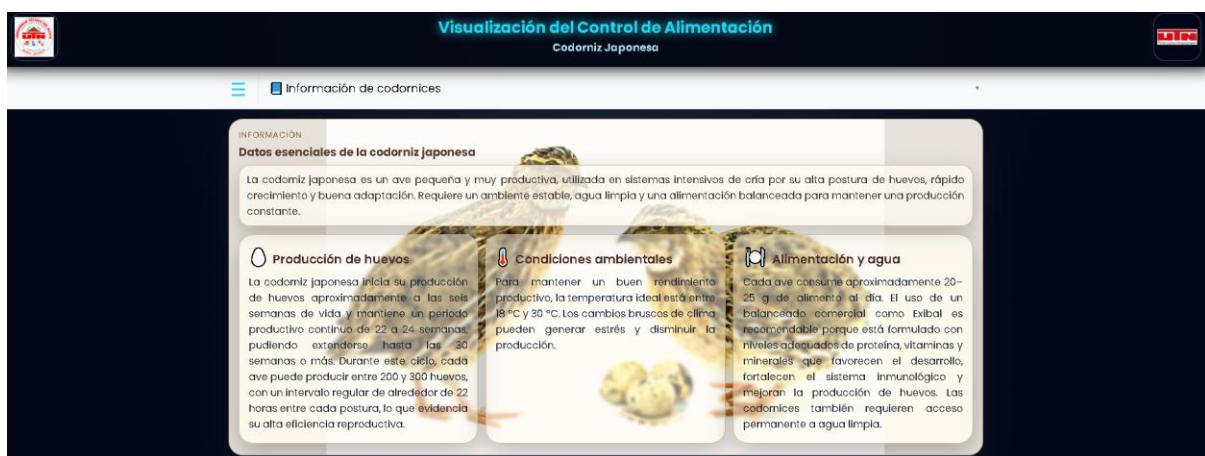 Visualización del Control de Alimentación
Codorniz Japonesa
UTN
UTN
Información de codornices
INFORMACIÓN
Datos esenciales de la codorniz japonesa
La codorniz japonesa es un ave pequeña y muy productiva, utilizada en sistemas intensivos de cría por su alta postura de huevos, rápido
crecimiento y buena adaptación. Requiere un ambiente estable, agua limpia y una alimentación balanceada para mantener una producción
constante.
Producción de huevos
La codorniz japonesa inicia su producción
de huevos aproximadamente a las seis
semanas de vida y mantiene un periodo
productivo continuo de 22 a 24 semanas,
pudiendo extenderse hasta las 30
semanas o más. Durante este ciclo, cada
ave puede producir entre 200 y 300 huevos,
con un intervalo regular de alrededor de 22
horas entre cada postura, lo que evidencia
su alta eficiencia reproductiva.
Condiciones ambientales
Para mantener un buen rendimiento
productivo, la temperatura ideal está entre
18 °C y 30 °C. Los cambios bruscos de clima
pueden generar estrés y disminuir la
producción.
Alimentación y agua
Cada ave consume aproximadamente 20–
25 g de alimento al día. El uso de un
balanceado comercial como Exibal es
recomendable porque está formulado con
niveles adecuados de proteína, vitaminas y
minerales que favorecen el desarrollo,
fortalecen el sistema inmunológico y
mejoran la producción de huevos. Las
codornices también requieren acceso
permanente a agua limpia.